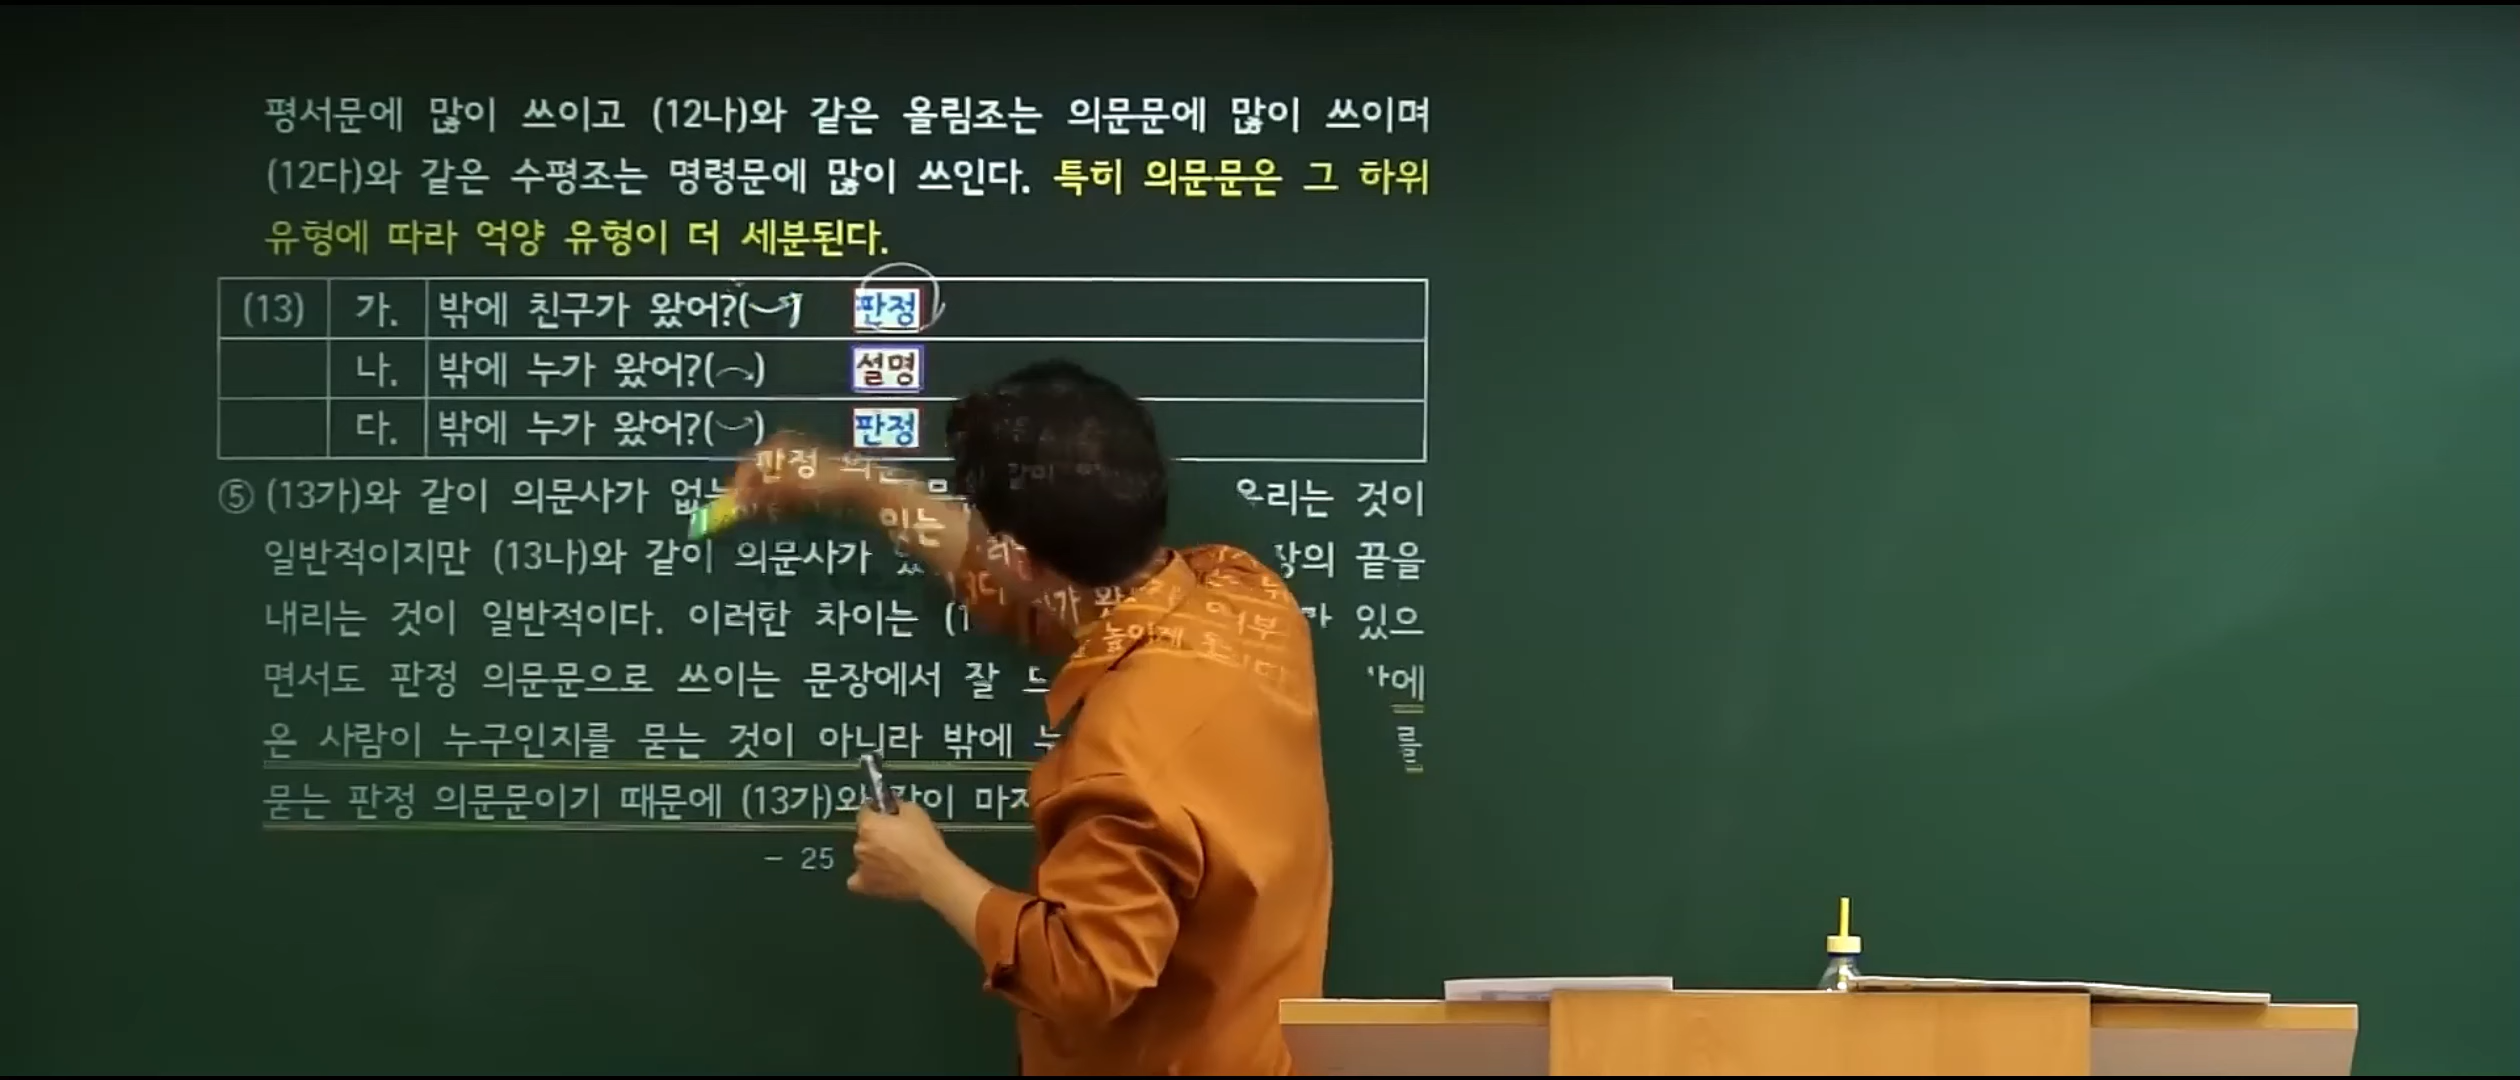 평서문에 많이 쓰이고 (12나)와 같은 올림조는 의문문에 많이 쓰이며
(12다)와 같은 수평조는 명령문에 많이 쓰인다. 특히 의문문은 그 하위
유형에 따라 억양 유형이 더 세분된다.
(13) 가. 밖에 친구가 왔어?( ) 판정
나. 밖에 누가 왔어?( ) 설명
다. 밖에 누가 왔어?( ) 판정
⑤ (13가)와 같이 의문사가 판정 것이
일반적이지만 (13나)와 같이 의문사가 있는 끝을
내리는 것이 일반적이다. 이러한 차이는 있으
면서도 판정 의문문으로 쓰이는 문장에서 잘
온 사람이 누구인지를 묻는 것이 아니라 밖에 를
묻는 판정 의문문이기 때문에 (13가)와 같이
- 25